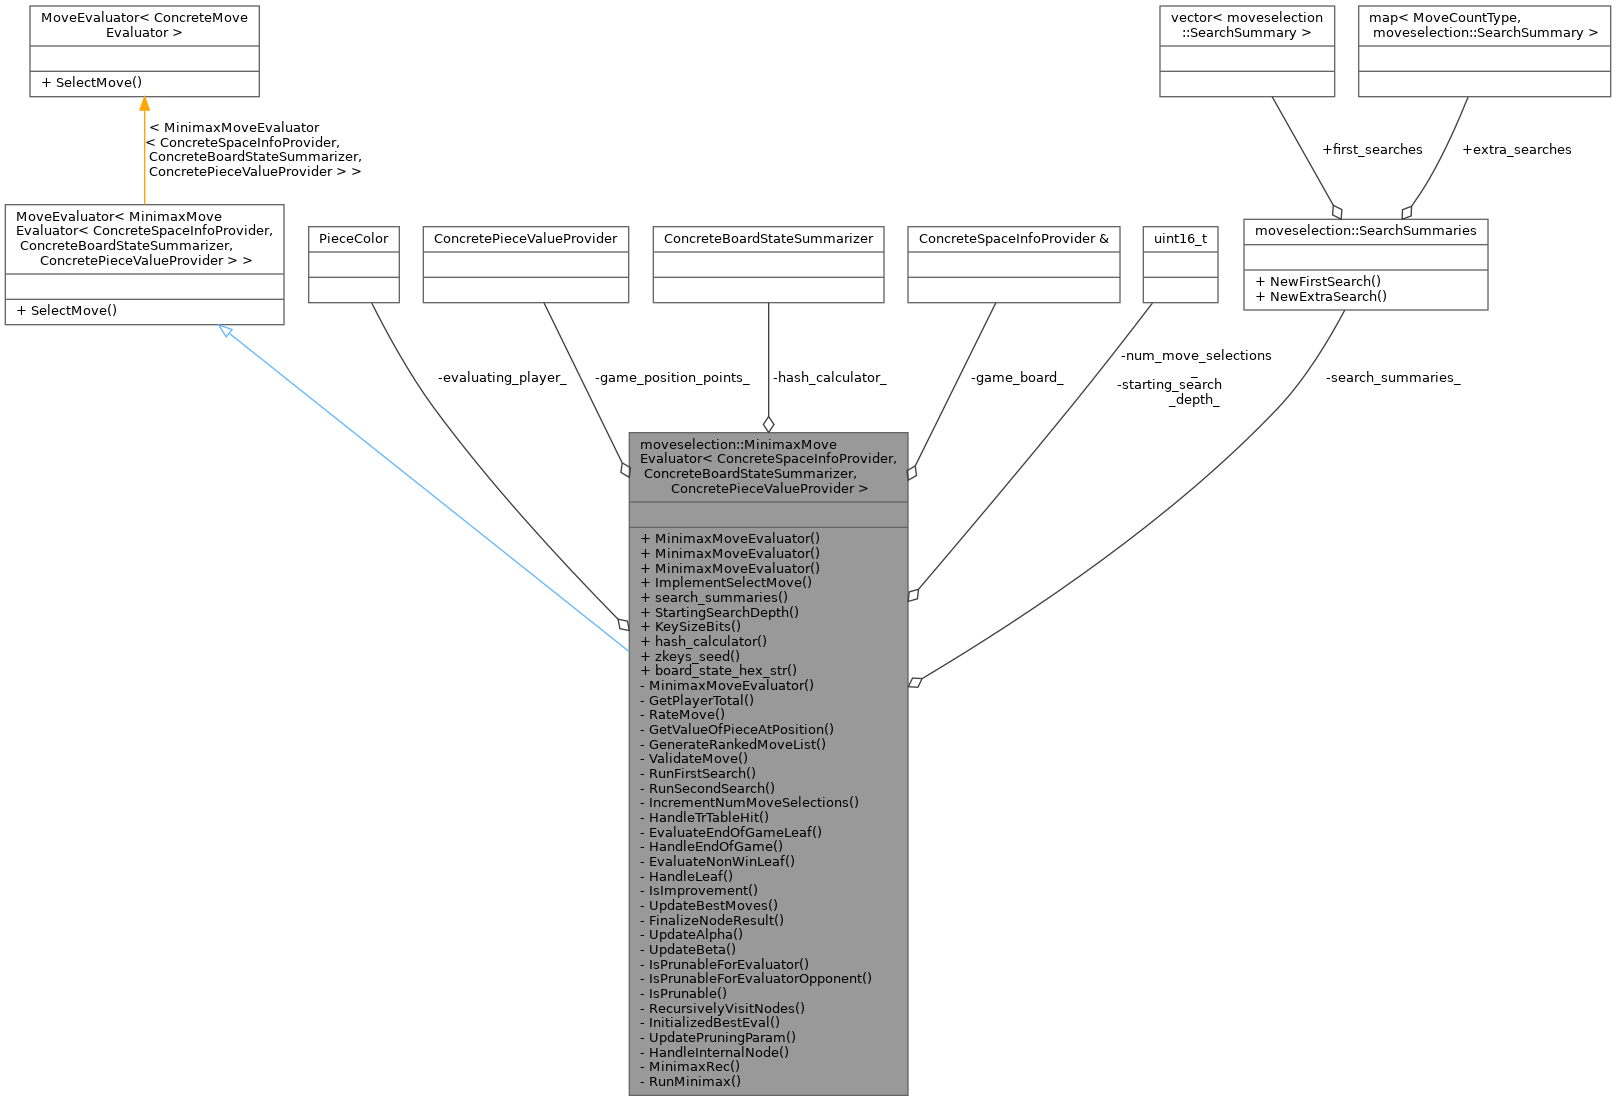 MoveEvaluator< ConcreteMove
Evaluator >
+ SelectMove()
vector< moveselection
::SearchSummary >
map< MoveCountType,
moveselection::SearchSummary >
< MinimaxMoveEvaluator
< ConcreteSpaceInfoProvider,
ConcreteBoardStateSummarizer,
ConcretePieceValueProvider > >
+first_searches
+extra_searches
MoveEvaluator< MinimaxMove
Evaluator< ConcreteSpaceInfoProvider,
ConcreteBoardStateSummarizer,
ConcretePieceValueProvider > >
+ SelectMove()
PieceColor
ConcretePieceValueProvider
ConcreteBoardStateSummarizer
ConcreteSpaceInfoProvider &
uint16_t
moveselection::SearchSummaries
+ NewFirstSearch()
+ NewExtraSearch()
-evaluating_player_
-game_position_points_
-hash_calculator_
-game_board_
-num_move_selections
_
-starting_search
_depth_
-search_summaries_
moveselection::MinimaxMove
Evaluator< ConcreteSpaceInfoProvider,
ConcreteBoardStateSummarizer,
ConcretePieceValueProvider >
+ MinimaxMoveEvaluator()
+ MinimaxMoveEvaluator()
+ MinimaxMoveEvaluator()
+ ImplementSelectMove()
+ search_summaries()
+ StartingSearchDepth()
+ KeySizeBits()
+ hash_calculator()
+ zkeys_seed()
+ board_state_hex_str()
- MinimaxMoveEvaluator()
- GetPlayerTotal()
- RateMove()
- GetValueOfPieceAtPosition()
- GenerateRankedMoveList()
- ValidateMove()
- RunFirstSearch()
- RunSecondSearch()
- IncrementNumMoveSelections()
- HandleTrTableHit()
- EvaluateEndOfGameLeaf()
- HandleEndOfGame()
- EvaluateNonWinLeaf()
- HandleLeaf()
- IsImprovement()
- UpdateBestMoves()
- FinalizeNodeResult()
- UpdateAlpha()
- UpdateBeta()
- IsPrunableForEvaluator()
- IsPrunableForEvaluatorOpponent()
- IsPrunable()
- RecursivelyVisitNodes()
- InitializedBestEval()
- UpdatePruningParam()
- HandleInternalNode()
- MinimaxRec()
- RunMinimax()